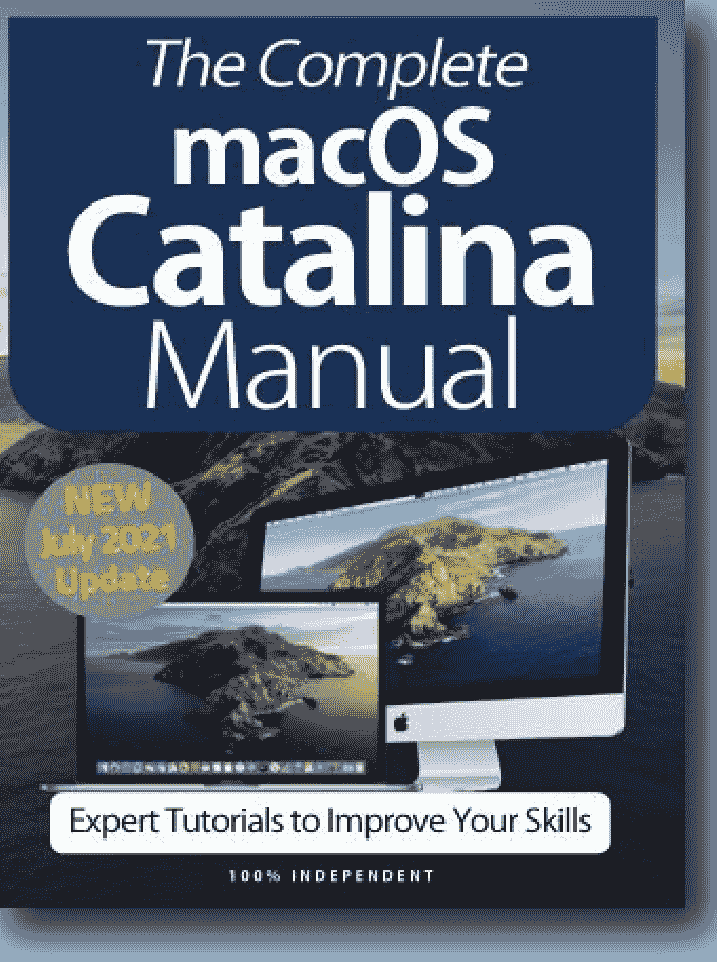 The Complete
macOS
Catalina
Manual
NEW
July 2021
Update
Expert Tutorials to Improve Your Skills
100% INDEPENDENT